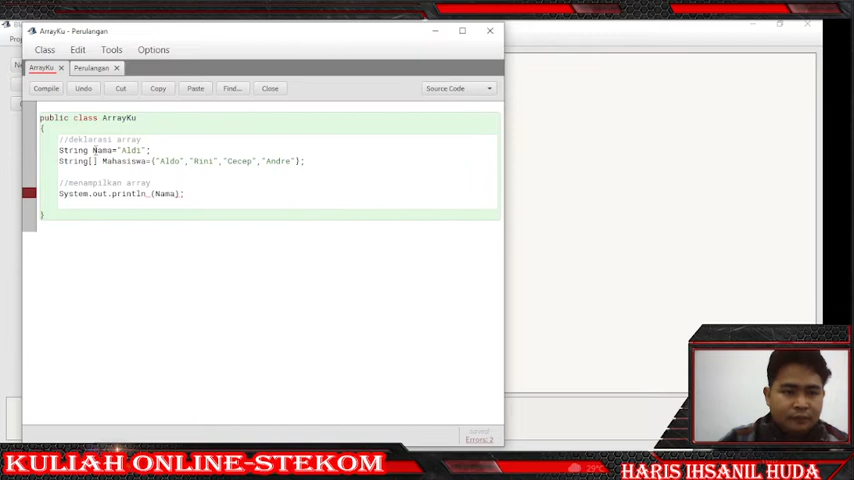 ArrayKu - Perulangan
Class Edit Tools Options
ArrayKu Perulangan
Compile Undo Cut Copy Paste Find... Close Source Code
public class ArrayKu
{
//deklarasi array
String Nama="Aldi";
String[] Mahasiswa={"Aldo","Rini","Cecep","Andre"};
//menampilkan array
System.out.println (Nama);
}
saved
Errors: 2
KULIAH ONLINE-STEKOM
HARIS IHSANIL HUDA